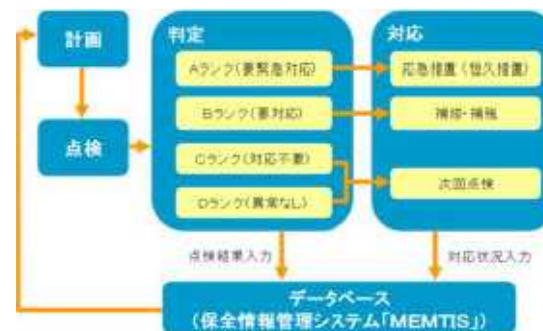 計画
点検
判定
Aランク(要緊急対応)
Bランク(要対応)
Cランク(対応不要)
Dランク(異常なし)
対応
応急措置(恒久措置)
補修・補強
次回点検
点検結果入力
対応状況入力
データベース
(保全情報管理システム「MEMTIS」)